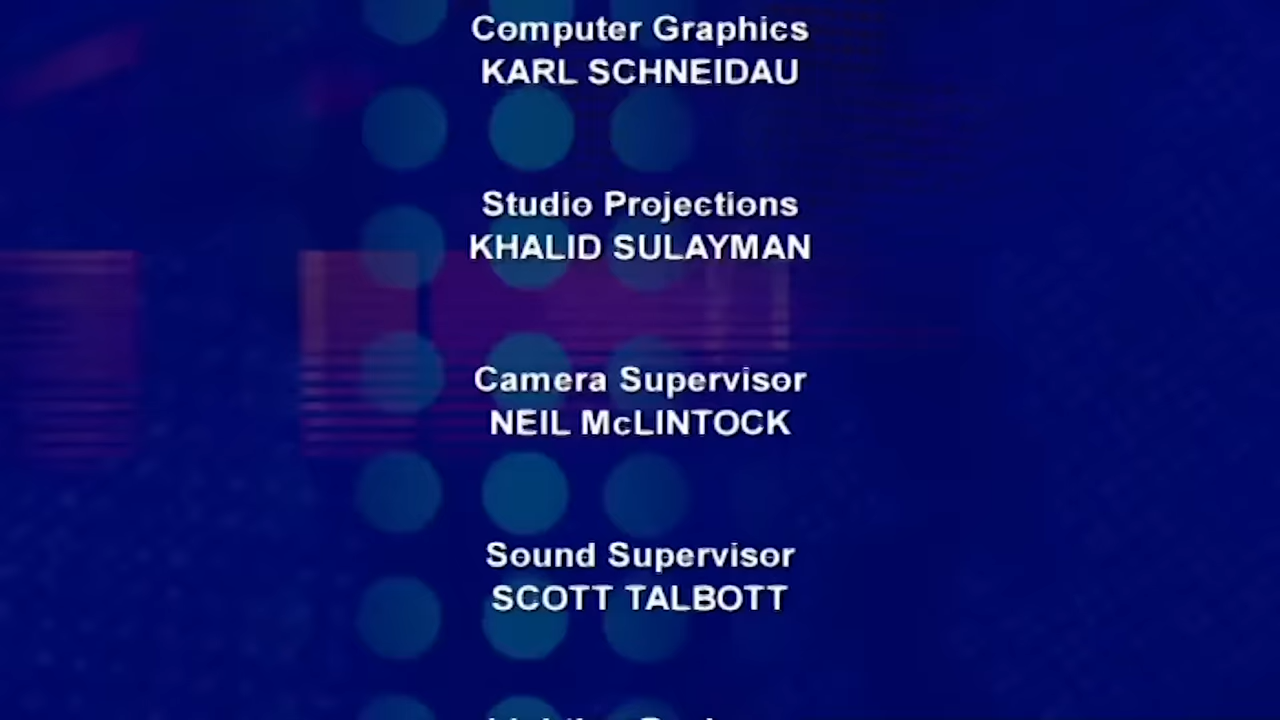 Computer Graphics
KARL SCHNEIDAU
Studio Projections
KHALID SULAYMAN
Camera Supervisor
NEIL McLINTOCK
Sound Supervisor
SCOTT TALBOTT